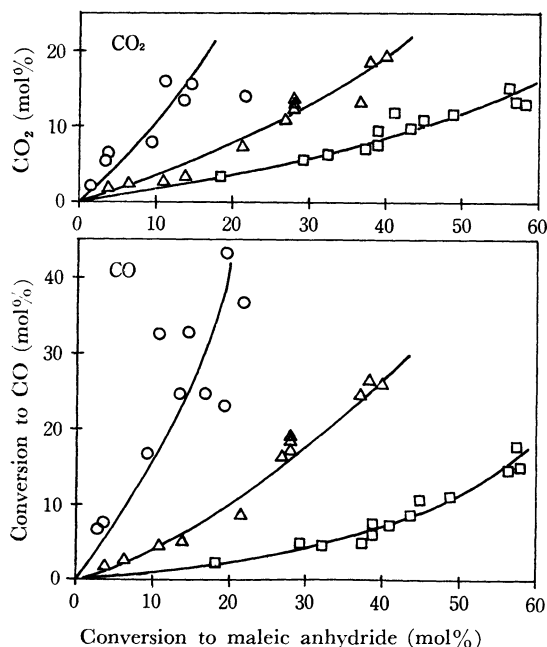 CO₂
CO₂ (mol%)
20
10
0
0 10 20 30 40 50 60
CO
Conversion to CO (mol%)
40
30
20
10
0
0 10 20 30 40 50 60
Conversion to maleic anhydride (mol%)